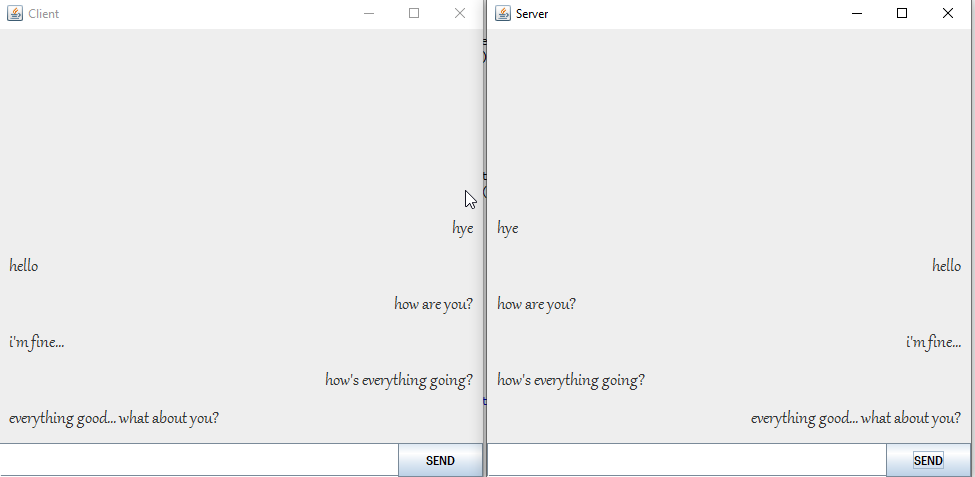 Client
hye
hello
how are you?
i'm fine...
how's everything going?
everything good... what about you?
SEND
Server
hye
hello
how are you?
i'm fine...
how's everything going?
everything good... what about you?
SEND